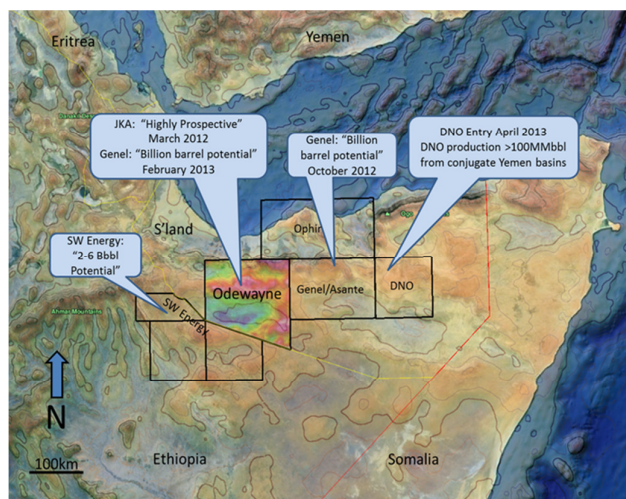 Eritrea
Yemen
JKA: “Highly Prospective”
March 2012
Genel: “Billion barrel potential”
February 2013
Genel: “Billion
barrel potential”
October 2012
DNO Entry April 2013
DNO production >100MMbbl
from conjugate Yemen basins
S'land
Ophir
SW Energy:
“2-6 Bbbl
Potential”
Odewayne
Genel/Asante
DNO
SW Energy
Ahmar Mountains
N
100km
Ethiopia
Somalia